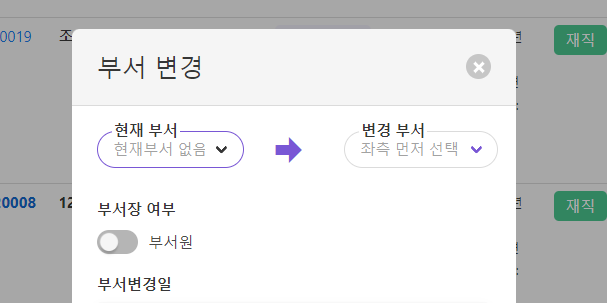 0019
조
년
재직
부서 변경
현재 부서
변경 부서
현재부서 없음
좌측 먼저 선택
부서장 여부
0008
12
년
재직
부서원
부서변경일